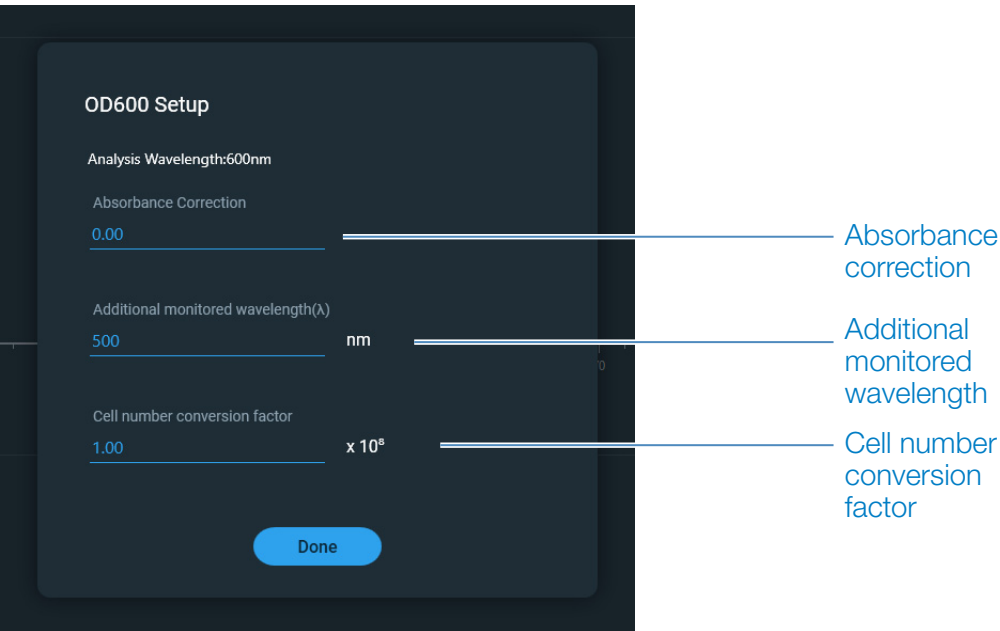 OD600 Setup
Analysis Wavelength:600nm
Absorbance Correction
0.00
Additional monitored wavelength(λ)
500 nm
Cell number conversion factor
1.00 x 10⁸
Done
Absorbance
correction
Additional
monitored
wavelength
Cell number
conversion
factor